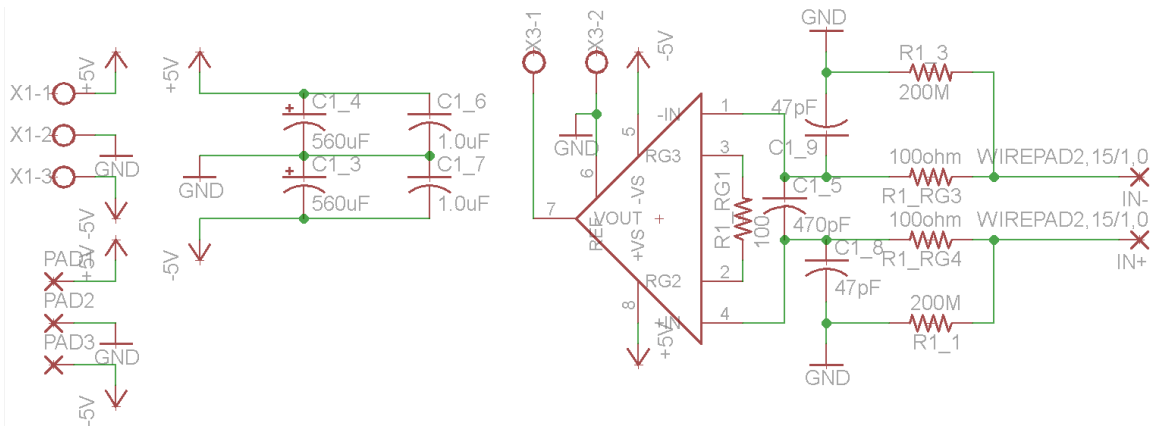 X1-1
X1-2
X1-3
+5V
GND
-5V
PAD1
PAD2
PAD3
+5V
GND
-5V
+5V
GND
-5V
C1_4
560uF
C1_3
560uF
C1_6
1.0uF
C1_7
1.0uF
X3-1
X3-2
-5V
GND
5
6
7
8
-VS
REF
VOUT
+VS
-IN
RG3
RG2
+IN
+5V
1
3
2
4
R1_RG1
100
GND
47pF
C1_9
C1_5
470pF
C1_8
47pF
GND
R1_3
200M
100ohm
R1_RG3
100ohm
R1_RG4
200M
R1_1
WIREPAD2,15/1,0
IN-
WIREPAD2,15/1,0
IN+